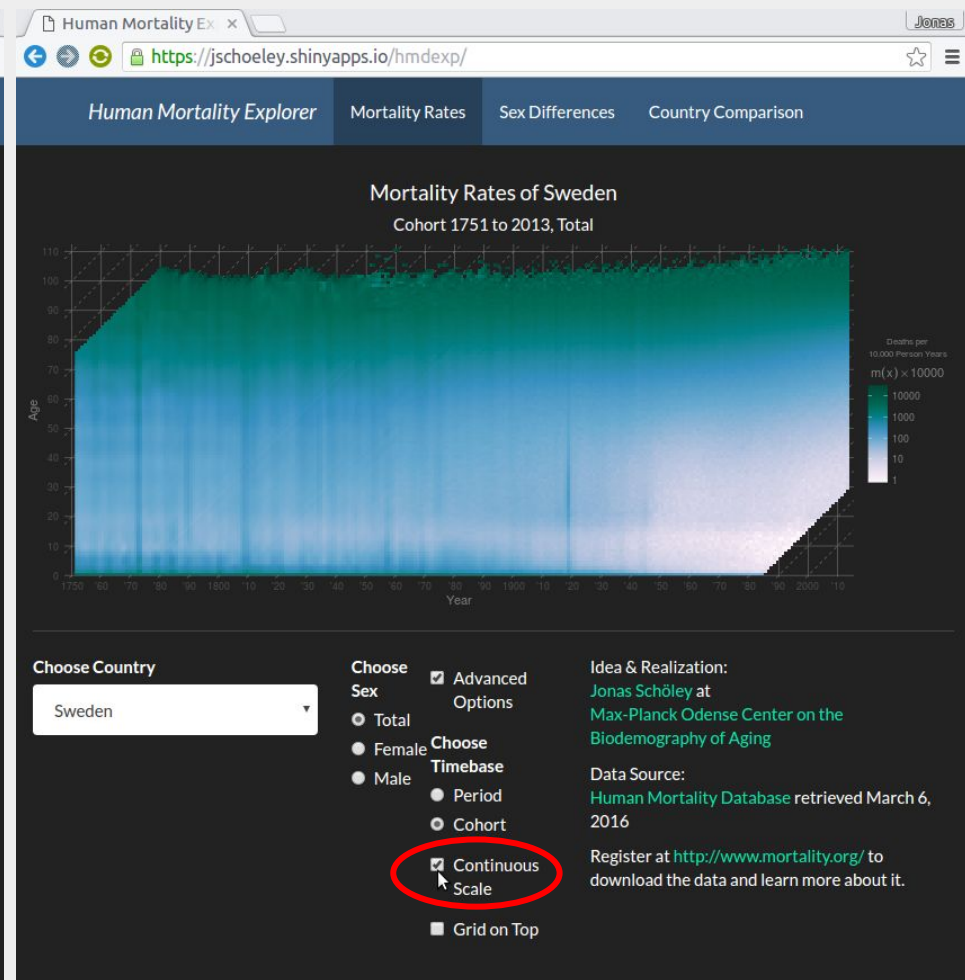 Human Mortality Ex
Jonas
https://jschoeley.shinyapps.io/hmdexp/
Human Mortality Explorer Mortality Rates Sex Differences Country Comparison
Mortality Rates of Sweden
Cohort 1751 to 2013, Total
110
100
90
80
70
60
50
40
30
20
10
0
Age
1750 '60 '70 '80 '90 1800 '10 '20 '30 '40 '50 '60 '70 '80 '90 1900 '10 '20 '30 '40 '50 '60 '70 '80 '90 2000 '10
Year
Deaths per
10,000 Person Years
m(x) × 10000
10000
1000
100
10
1
Choose Country
Sweden
Choose
Sex
Total
Female
Male
Advanced
Options
Choose
Timebase
Period
Cohort
Continuous
Scale
Grid on Top
Idea & Realization:
Jonas Schöley at
Max-Planck Odense Center on the
Biodemography of Aging
Data Source:
Human Mortality Database retrieved March 6,
2016
Register at http://www.mortality.org/ to
download the data and learn more about it.